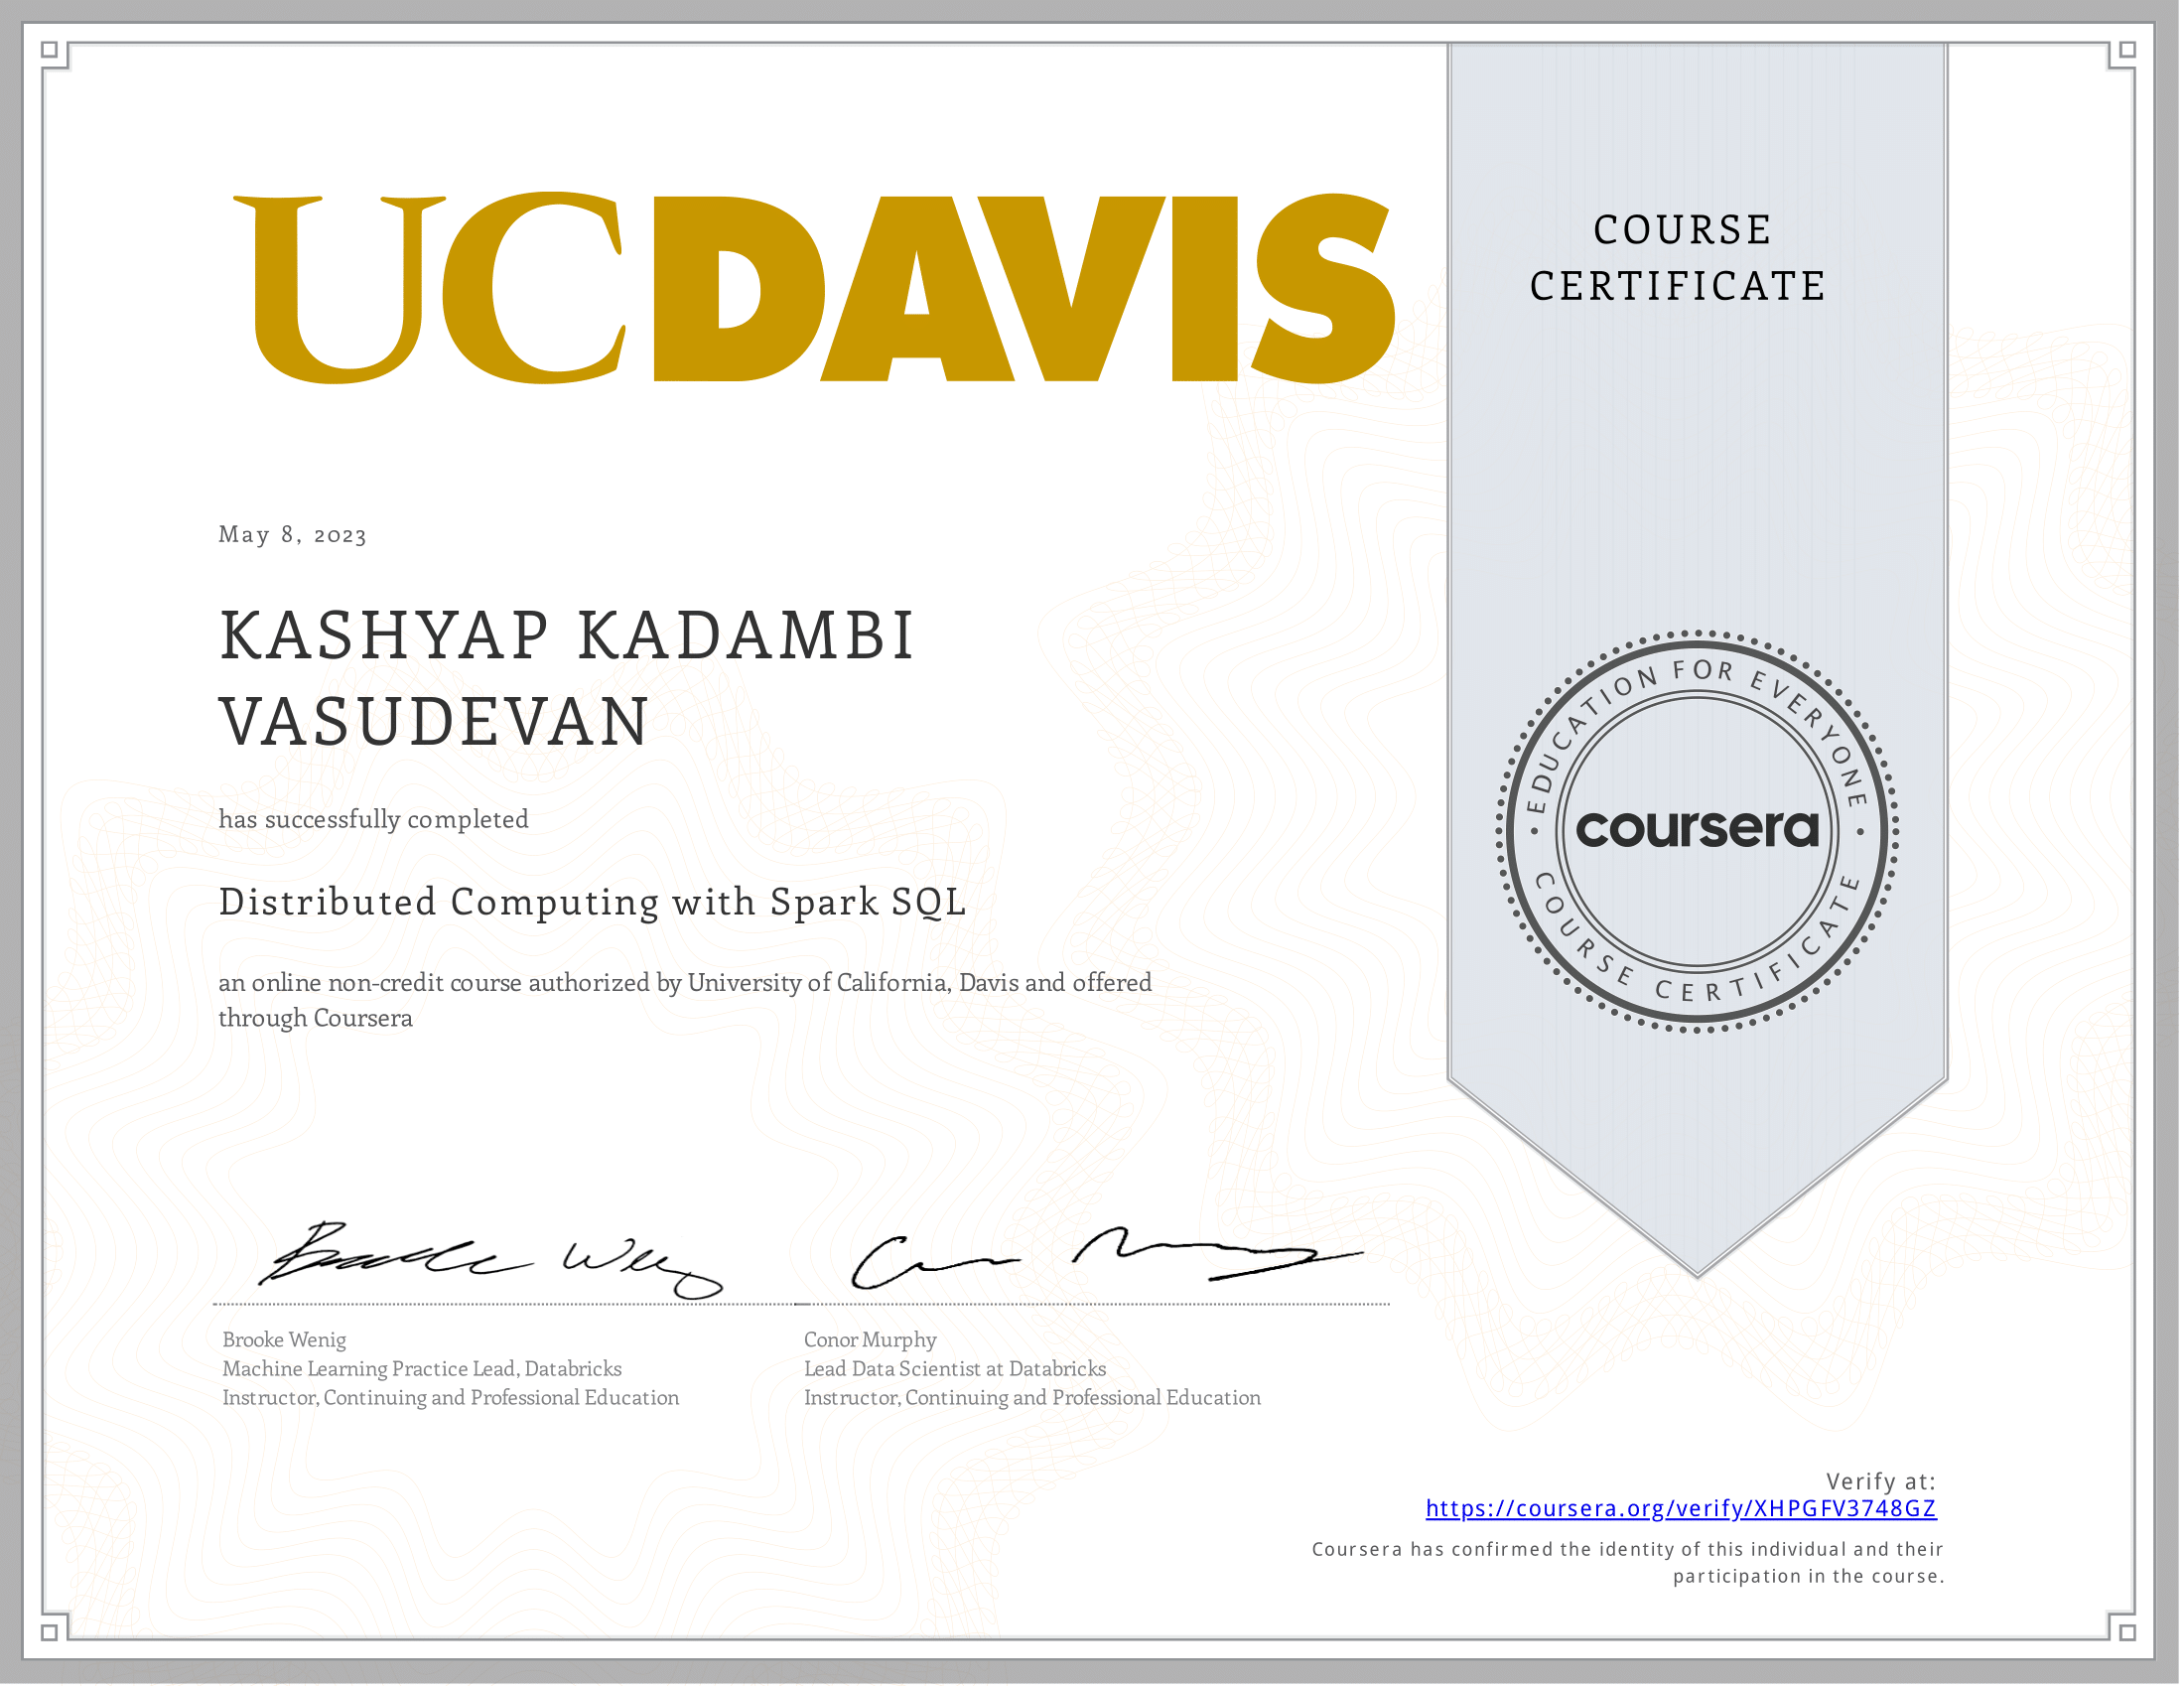 UCDAVIS
COURSE
CERTIFICATE
May 8, 2023
KASHYAP KADAMBI
VASUDEVAN
has successfully completed
Distributed Computing with Spark SQL
an online non-credit course authorized by University of California, Davis and offered
through Coursera
EDUCATION FOR EVERYONE
coursera
COURSE CERTIFICATE
Brooke Wenig
Machine Learning Practice Lead, Databricks
Instructor, Continuing and Professional Education
Conor Murphy
Lead Data Scientist at Databricks
Instructor, Continuing and Professional Education
Verify at:
https://coursera.org/verify/XHPGFV3748GZ
Coursera has confirmed the identity of this individual and their
participation in the course.